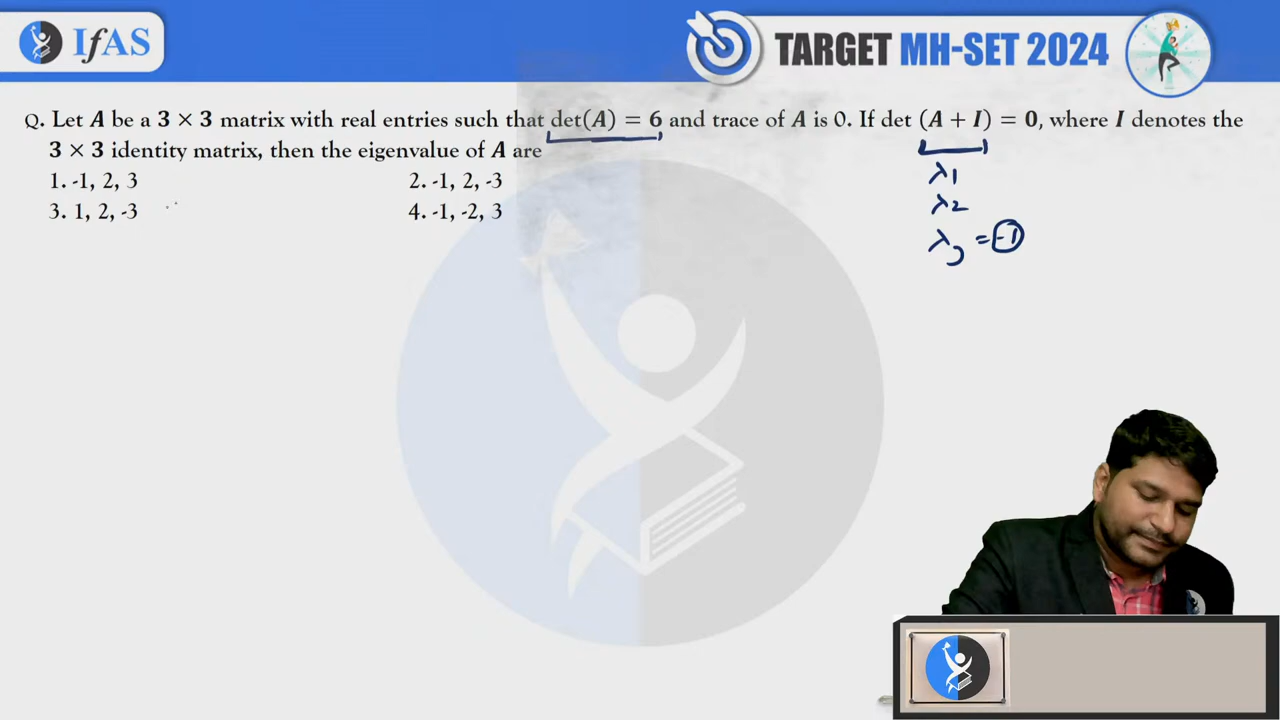 IfAS
TARGET MH-SET 2024
Q. Let A be a 3 × 3 matrix with real entries such that det(A) = 6 and trace of A is 0. If det (A + I) = 0, where I denotes the
3 × 3 identity matrix, then the eigenvalue of A are
1. -1, 2, 3
2. -1, 2, -3
3. 1, 2, -3
4. -1, -2, 3
λ1
λ2
λ3 = -1